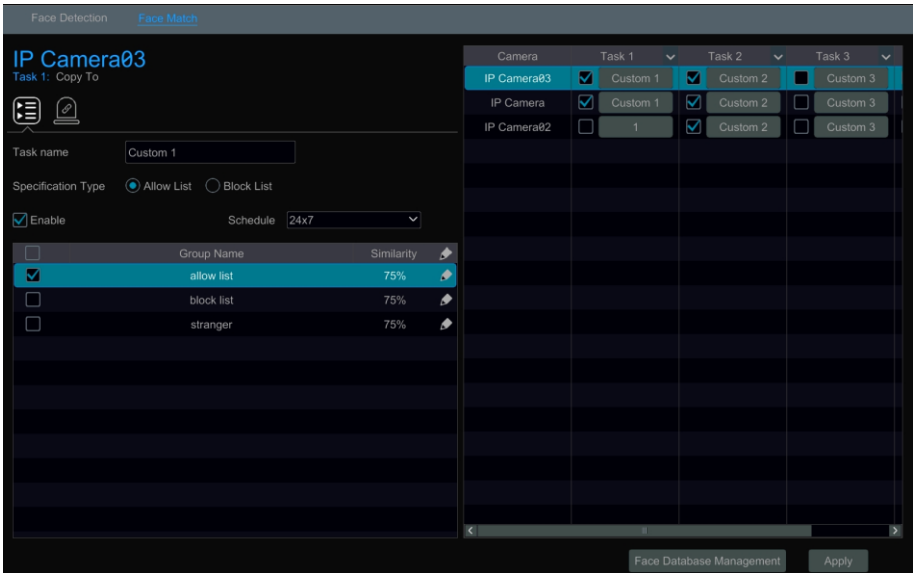 Face Detection Face Match
IP Camera03
Task 1: Copy To
Task name Custom 1
Specification Type Allow List Block List
Enable Schedule 24x7
Group Name Similarity
allow list 75%
block list 75%
stranger 75%
Camera Task 1 Task 2 Task 3
IP Camera03 Custom 1 Custom 2 Custom 3
IP Camera Custom 1 Custom 2 Custom 3
IP Camera02 1 Custom 2 Custom 3
Face Database Management Apply